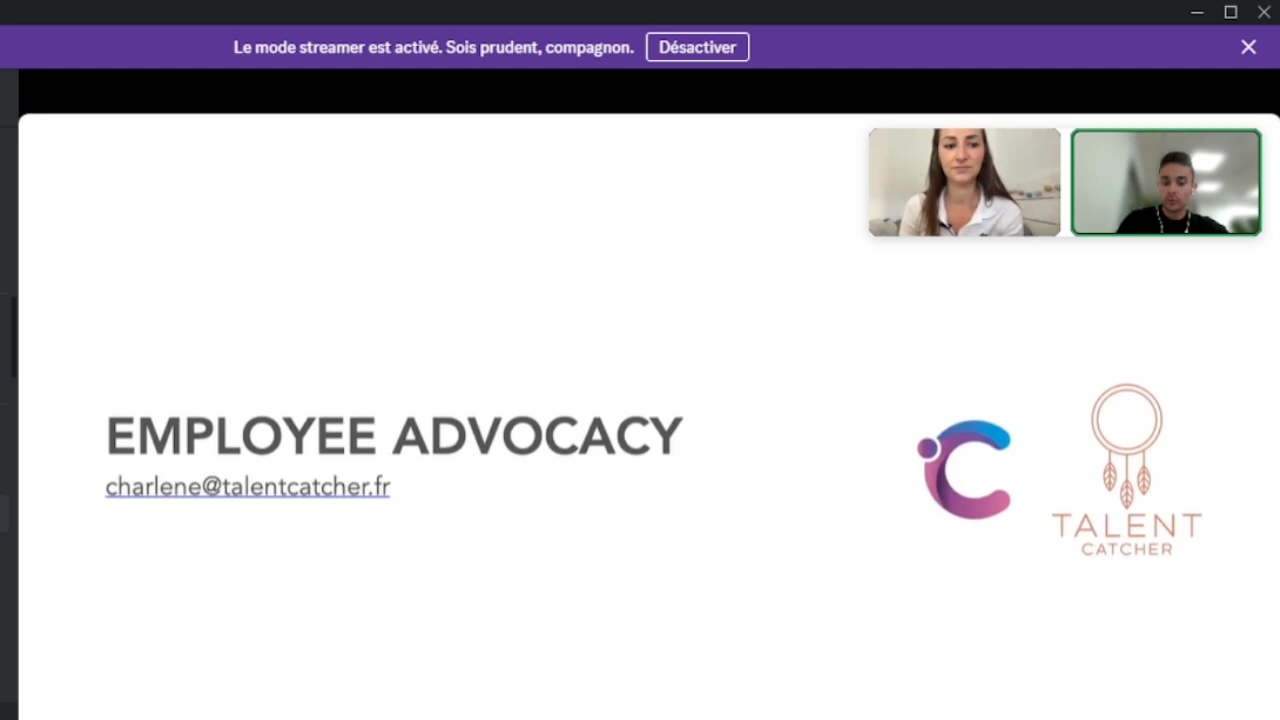 Le mode streamer est activé. Sois prudent, compagnon.
Désactiver
EMPLOYEE ADVOCACY
charlene@talentcatcher.fr
TALENT
CATCHER